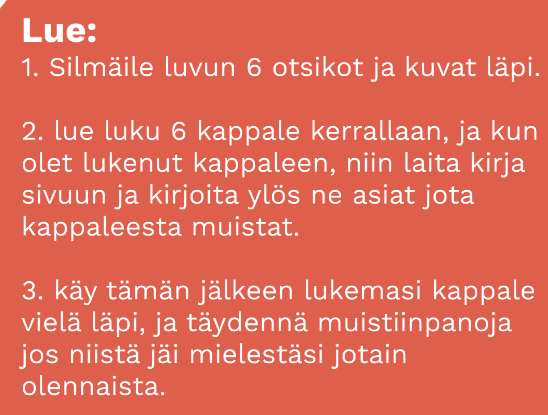 Lue:
1. Silmäile luvun 6 otsikot ja kuvat läpi.
2. lue luku 6 kappale kerrallaan, ja kun
olet lukenut kappaleen, niin laita kirja
sivuun ja kirjoita ylös ne asiat jota
kappaleesta muistat.
3. käy tämän jälkeen lukemasi kappale
vielä läpi, ja täydennä muistiinpanoja
jos niistä jäi mielestäsi jotain
olennaista.